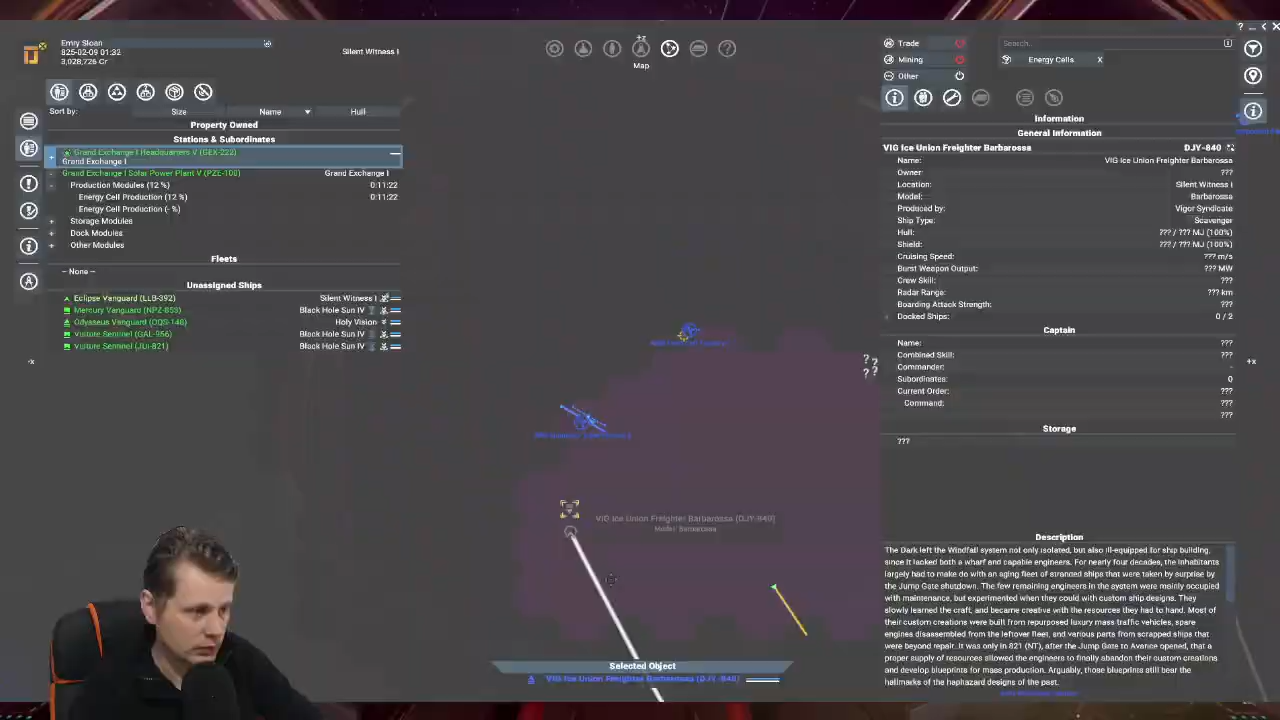 Emry Sloan
825-02-09 01:32
3,028,726 Cr
Silent Witness I
Sort by:
Size
Name
Hull
Property Owned
Stations & Subordinates
Grand Exchange I Headquarters V (GEX-222)
Grand Exchange I
Grand Exchange I Solar Power Plant V (PZE-100)
Grand Exchange I
Production Modules (12 %)
0:11:22
Energy Cell Production (12 %)
0:11:22
Energy Cell Production (- %)
Storage Modules
Dock Modules
Other Modules
Fleets
-- None --
Unassigned Ships
Eclipse Vanguard (LLB-392)
Silent Witness I
Mercury Vanguard (NPZ-853)
Black Hole Sun IV
Odysseus Vanguard (OQS-146)
Holy Vision
Vulture Sentinel (GAL-956)
Black Hole Sun IV
Vulture Sentinel (JLI-821)
Black Hole Sun IV
+z
Map
-x
+x
VIG Ice Union Freighter Barbarossa (DJY-840)
Model: Barbarossa
Selected Object
VIG Ice Union Freighter Barbarossa (DJY-840)
Trade
Mining
Other
Search...
Energy Cells
X
Information
General Information
VIG Ice Union Freighter Barbarossa
DJY-840
Name:
VIG Ice Union Freighter Barbarossa
Owner:
???
Location:
Silent Witness I
Model:
Barbarossa
Produced by:
Vigor Syndicate
Ship Type:
Scavenger
Hull:
??? / ??? MJ (100%)
Shield:
??? / ??? MJ (100%)
Cruising Speed:
??? m/s
Burst Weapon Output:
??? MW
Crew Skill:
???
Radar Range:
??? km
Boarding Attack Strength:
???
Docked Ships:
0 / 2
Captain
Name:
???
Combined Skill:
???
Commander:
-
Subordinates:
0
Current Order:
???
Command:
???
???
Storage
???
Description
The Dark left the Windfall system not only isolated, but also ill-equipped for ship building,
since it lacked both a wharf and capable engineers. For nearly four decades, the inhabitants
largely had to make do with an aging fleet of stranded ships that were taken by surprise by
the Jump Gate shutdown. The few remaining engineers in the system were mainly occupied
with maintenance, but experimented when they could with custom ship designs. They
slowly learned the craft, and became creative with the resources they had to hand. Most of
their custom creations were built from repurposed luxury mass traffic vehicles, spare
engines disassembled from the leftover fleet, and various parts from scrapped ships that
were beyond repair. It was only in 821 (NT), after the Jump Gate to Avarice opened, that a
proper supply of resources allowed the engineers to finally abandon their custom creations
and develop blueprints for mass production. Arguably, those blueprints still bear the
hallmarks of the haphazard designs of the past.